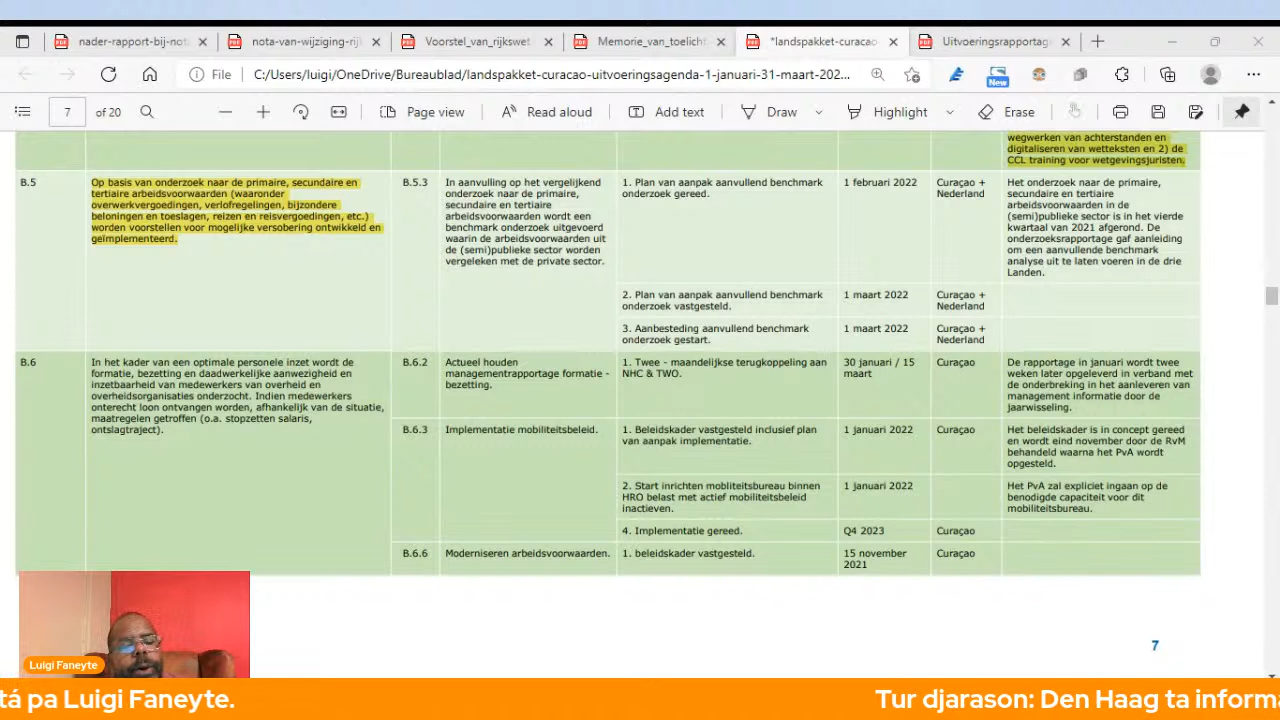 nader-rapport-bij-not
nota-van-wijziging-rij
Voorstel_van_rijkswet
Memorie_van_toelich
*landspakket-curacao-
Uitvoeringsrapportage
File
C:/Users/luigi/OneDrive/Bureaublad/landspakket-curacao-uitvoeringsagenda-1-januari-31-maart-202...
New
7 of 20
Page view
Read aloud
Add text
Draw
Highlight
Erase
wegwerken van achterstanden en
digitaliseren van wetteksten en 2) de
CCL training voor wetgevingsjuristen.
B.5
Op basis van onderzoek naar de primaire, secundaire en
tertiaire arbeidsvoorwaarden (waaronder
overwerkvergoedingen, verlofregelingen, bijzondere
beloningen en toeslagen, reizen en reisvergoedingen, etc.)
worden voorstellen voor mogelijke versobering ontwikkeld en
geïmplementeerd.
B.5.3
In aanvulling op het vergelijkend
onderzoek naar de primaire,
secundaire en tertiaire
arbeidsvoorwaarden wordt een
benchmark onderzoek uitgevoerd
waarin de arbeidsvoorwaarden uit
de (semi)publieke sector worden
vergeleken met de private sector.
1. Plan van aanpak aanvullend benchmark
onderzoek gereed.
1 februari 2022
Curaçao +
Nederland
Het onderzoek naar de primaire,
secundaire en tertiaire
arbeidsvoorwaarden in de
(semi)publieke sector is in het vierde
kwartaal van 2021 afgerond. De
onderzoeksrapportage gaf aanleiding
om een aanvullende benchmark
analyse uit te laten voeren in de drie
Landen.
2. Plan van aanpak aanvullend benchmark
onderzoek vastgesteld.
1 maart 2022
Curaçao +
Nederland
3. Aanbesteding aanvullend benchmark
onderzoek gestart.
1 maart 2022
Curaçao +
Nederland
B.6
In het kader van een optimale personele inzet wordt de
formatie, bezetting en daadwerkelijke aanwezigheid en
inzetbaarheid van medewerkers van overheid en
overheidsorganisaties onderzocht. Indien medewerkers
onterecht loon ontvangen worden, afhankelijk van de situatie,
maatregelen getroffen (o.a. stopzetten salaris,
ontslagtraject).
B.6.2
Actueel houden
managementrapportage formatie -
bezetting.
1. Twee - maandelijkse terugkoppeling aan
NHC & TWO.
30 januari / 15
maart
Curaçao
De rapportage in januari wordt twee
weken later opgeleverd in verband met
de onderbreking in het aanleveren van
management informatie door de
jaarwisseling.
B.6.3
Implementatie mobiliteitsbeleid.
1. Beleidskader vastgesteld inclusief plan
van aanpak implementatie.
1 januari 2022
Curaçao
Het beleidskader is in concept gereed
en wordt eind november door de RvM
behandeld waarna het PvA wordt
opgesteld.
2. Start inrichten mobliteitsbureau binnen
HRO belast met actief mobiliteitsbeleid
inactieven.
1 januari 2022
Curaçao
Het PvA zal expliciet ingaan op de
benodigde capaciteit voor dit
mobiliteitsbureau.
4. Implementatie gereed.
Q4 2023
Curaçao
B.6.6
Moderniseren arbeidsvoorwaarden.
1. beleidskader vastgesteld.
15 november
2021
Curaçao
7
Luigi Faneyte
tá pa Luigi Faneyte.
Tur djarason: Den Haag ta informa